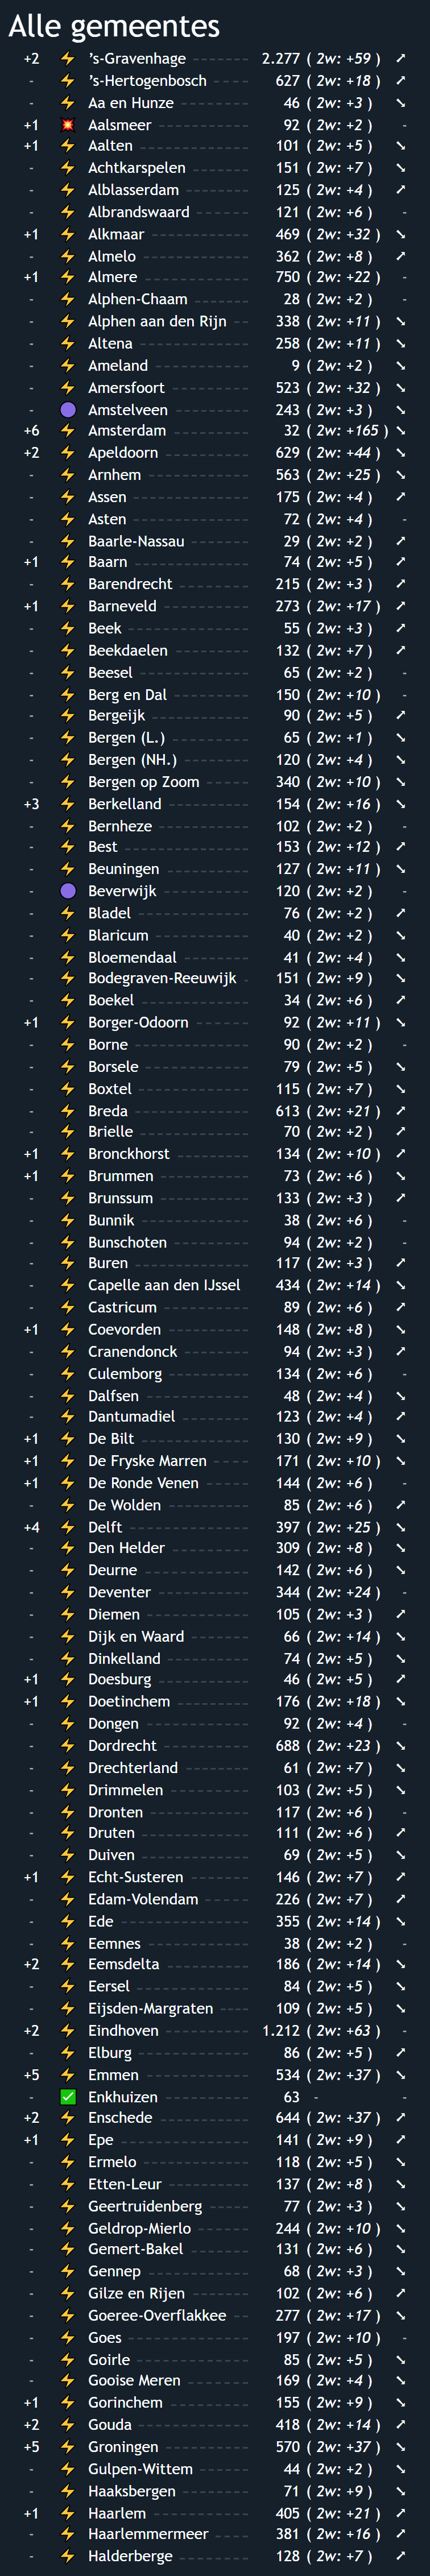 Alle gemeentes
+2 ’s-Gravenhage 2.277 ( 2w: +59 )
- ’s-Hertogenbosch 627 ( 2w: +18 )
- Aa en Hunze 46 ( 2w: +3 )
+1 Aalsmeer 92 ( 2w: +2 ) -
+1 Aalten 101 ( 2w: +5 )
- Achtkarspelen 151 ( 2w: +7 )
- Alblasserdam 125 ( 2w: +4 )
- Albrandswaard 121 ( 2w: +6 ) -
+1 Alkmaar 469 ( 2w: +32 )
- Almelo 362 ( 2w: +8 )
+1 Almere 750 ( 2w: +22 ) -
- Alphen-Chaam 28 ( 2w: +2 ) -
- Alphen aan den Rijn 338 ( 2w: +11 )
- Altena 258 ( 2w: +11 )
- Ameland 9 ( 2w: +2 )
- Amersfoort 523 ( 2w: +32 )
- Amstelveen 243 ( 2w: +3 )
+6 Amsterdam 32 ( 2w: +165 )
+2 Apeldoorn 629 ( 2w: +44 )
- Arnhem 563 ( 2w: +25 )
- Assen 175 ( 2w: +4 )
- Asten 72 ( 2w: +4 ) -
- Baarle-Nassau 29 ( 2w: +2 )
+1 Baarn 74 ( 2w: +5 )
- Barendrecht 215 ( 2w: +3 )
+1 Barneveld 273 ( 2w: +17 )
- Beek 55 ( 2w: +3 )
- Beekdaelen 132 ( 2w: +7 )
- Beesel 65 ( 2w: +2 ) -
- Berg en Dal 150 ( 2w: +10 ) -
- Bergeijk 90 ( 2w: +5 )
- Bergen (L.) 65 ( 2w: +1 )
- Bergen (NH.) 120 ( 2w: +4 )
- Bergen op Zoom 340 ( 2w: +10 )
+3 Berkelland 154 ( 2w: +16 )
- Bernheze 102 ( 2w: +2 ) -
- Best 153 ( 2w: +12 )
- Beuningen 127 ( 2w: +11 )
- Beverwijk 120 ( 2w: +2 ) -
- Bladel 76 ( 2w: +2 )
- Blaricum 40 ( 2w: +2 )
- Bloemendaal 41 ( 2w: +4 )
- Bodegraven-Reeuwijk 151 ( 2w: +9 )
- Boekel 34 ( 2w: +6 )
+1 Borger-Odoorn 92 ( 2w: +11 )
- Borne 90 ( 2w: +2 ) -
- Borsele 79 ( 2w: +5 )
- Boxtel 115 ( 2w: +7 )
- Breda 613 ( 2w: +21 )
- Brielle 70 ( 2w: +2 )
+1 Bronckhorst 134 ( 2w: +10 )
+1 Brummen 73 ( 2w: +6 )
- Brunssum 133 ( 2w: +3 )
- Bunnik 38 ( 2w: +6 ) -
- Bunschoten 94 ( 2w: +2 ) -
- Buren 117 ( 2w: +3 )
- Capelle aan den IJssel 434 ( 2w: +14 )
- Castricum 89 ( 2w: +6 )
+1 Coevorden 148 ( 2w: +8 )
- Cranendonck 94 ( 2w: +3 )
- Culemborg 134 ( 2w: +6 ) -
- Dalfsen 48 ( 2w: +4 )
- Dantumadiel 123 ( 2w: +4 )
+1 De Bilt 130 ( 2w: +9 )
+1 De Fryske Marren 171 ( 2w: +10 )
+1 De Ronde Venen 144 ( 2w: +6 ) -
- De Wolden 85 ( 2w: +6 )
+4 Delft 397 ( 2w: +25 )
- Den Helder 309 ( 2w: +8 )
- Deurne 142 ( 2w: +6 )
- Deventer 344 ( 2w: +24 ) -
- Diemen 105 ( 2w: +3 )
- Dijk en Waard 66 ( 2w: +14 )
- Dinkelland 74 ( 2w: +5 )
+1 Doesburg 46 ( 2w: +5 )
+1 Doetinchem 176 ( 2w: +18 )
- Dongen 92 ( 2w: +4 ) -
- Dordrecht 688 ( 2w: +23 )
- Drechterland 61 ( 2w: +7 )
- Drimmelen 103 ( 2w: +5 )
- Dronten 117 ( 2w: +6 ) -
- Druten 111 ( 2w: +6 )
- Duiven 69 ( 2w: +5 )
+1 Echt-Susteren 146 ( 2w: +7 )
- Edam-Volendam 226 ( 2w: +7 )
- Ede 355 ( 2w: +14 )
- Eemnes 38 ( 2w: +2 ) -
+2 Eemsdelta 186 ( 2w: +14 )
- Eersel 84 ( 2w: +5 )
- Eijsden-Margraten 109 ( 2w: +5 )
+2 Eindhoven 1.212 ( 2w: +63 ) -
- Elburg 86 ( 2w: +5 )
+5 Emmen 534 ( 2w: +37 )
- Enkhuizen 63 - -
+2 Enschede 644 ( 2w: +37 )
+1 Epe 141 ( 2w: +9 )
- Ermelo 118 ( 2w: +5 )
- Etten-Leur 137 ( 2w: +8 )
- Geertruidenberg 77 ( 2w: +3 )
- Geldrop-Mierlo 244 ( 2w: +10 )
- Gemert-Bakel 131 ( 2w: +6 )
- Gennep 68 ( 2w: +3 )
- Gilze en Rijen 102 ( 2w: +6 )
- Goeree-Overflakkee 277 ( 2w: +17 )
- Goes 197 ( 2w: +10 ) -
- Goirle 85 ( 2w: +5 )
- Gooise Meren 169 ( 2w: +4 )
+1 Gorinchem 155 ( 2w: +9 )
+2 Gouda 418 ( 2w: +14 )
+5 Groningen 570 ( 2w: +37 )
- Gulpen-Wittem 44 ( 2w: +2 )
- Haaksbergen 71 ( 2w: +9 )
+1 Haarlem 405 ( 2w: +21 )
- Haarlemmermeer 381 ( 2w: +16 )
- Halderberge 128 ( 2w: +7 )